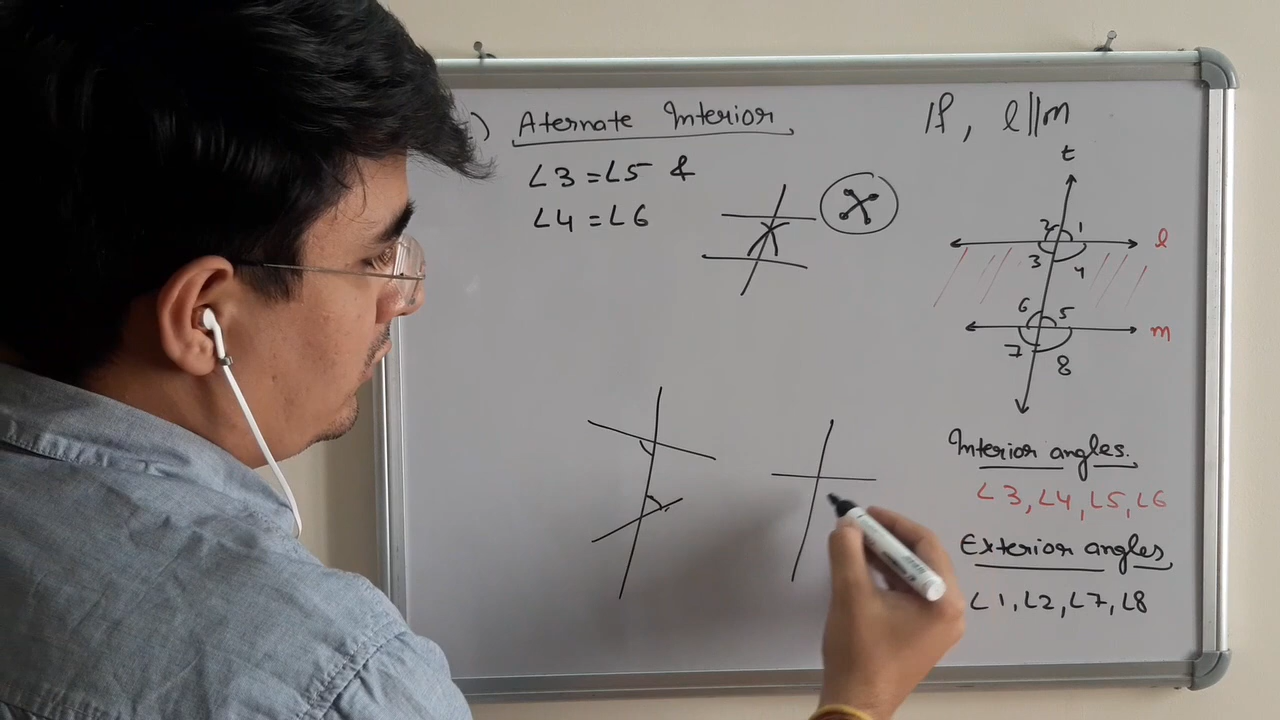 ) Aternate Interior
∠3 = ∠5 &
∠4 = ∠6
If, l||m
t
2 1
l
3 4
6 5
m
7 8
Interior angles.
∠3, ∠4, ∠5, ∠6
Exterior angles
∠1, ∠2, ∠7, ∠8